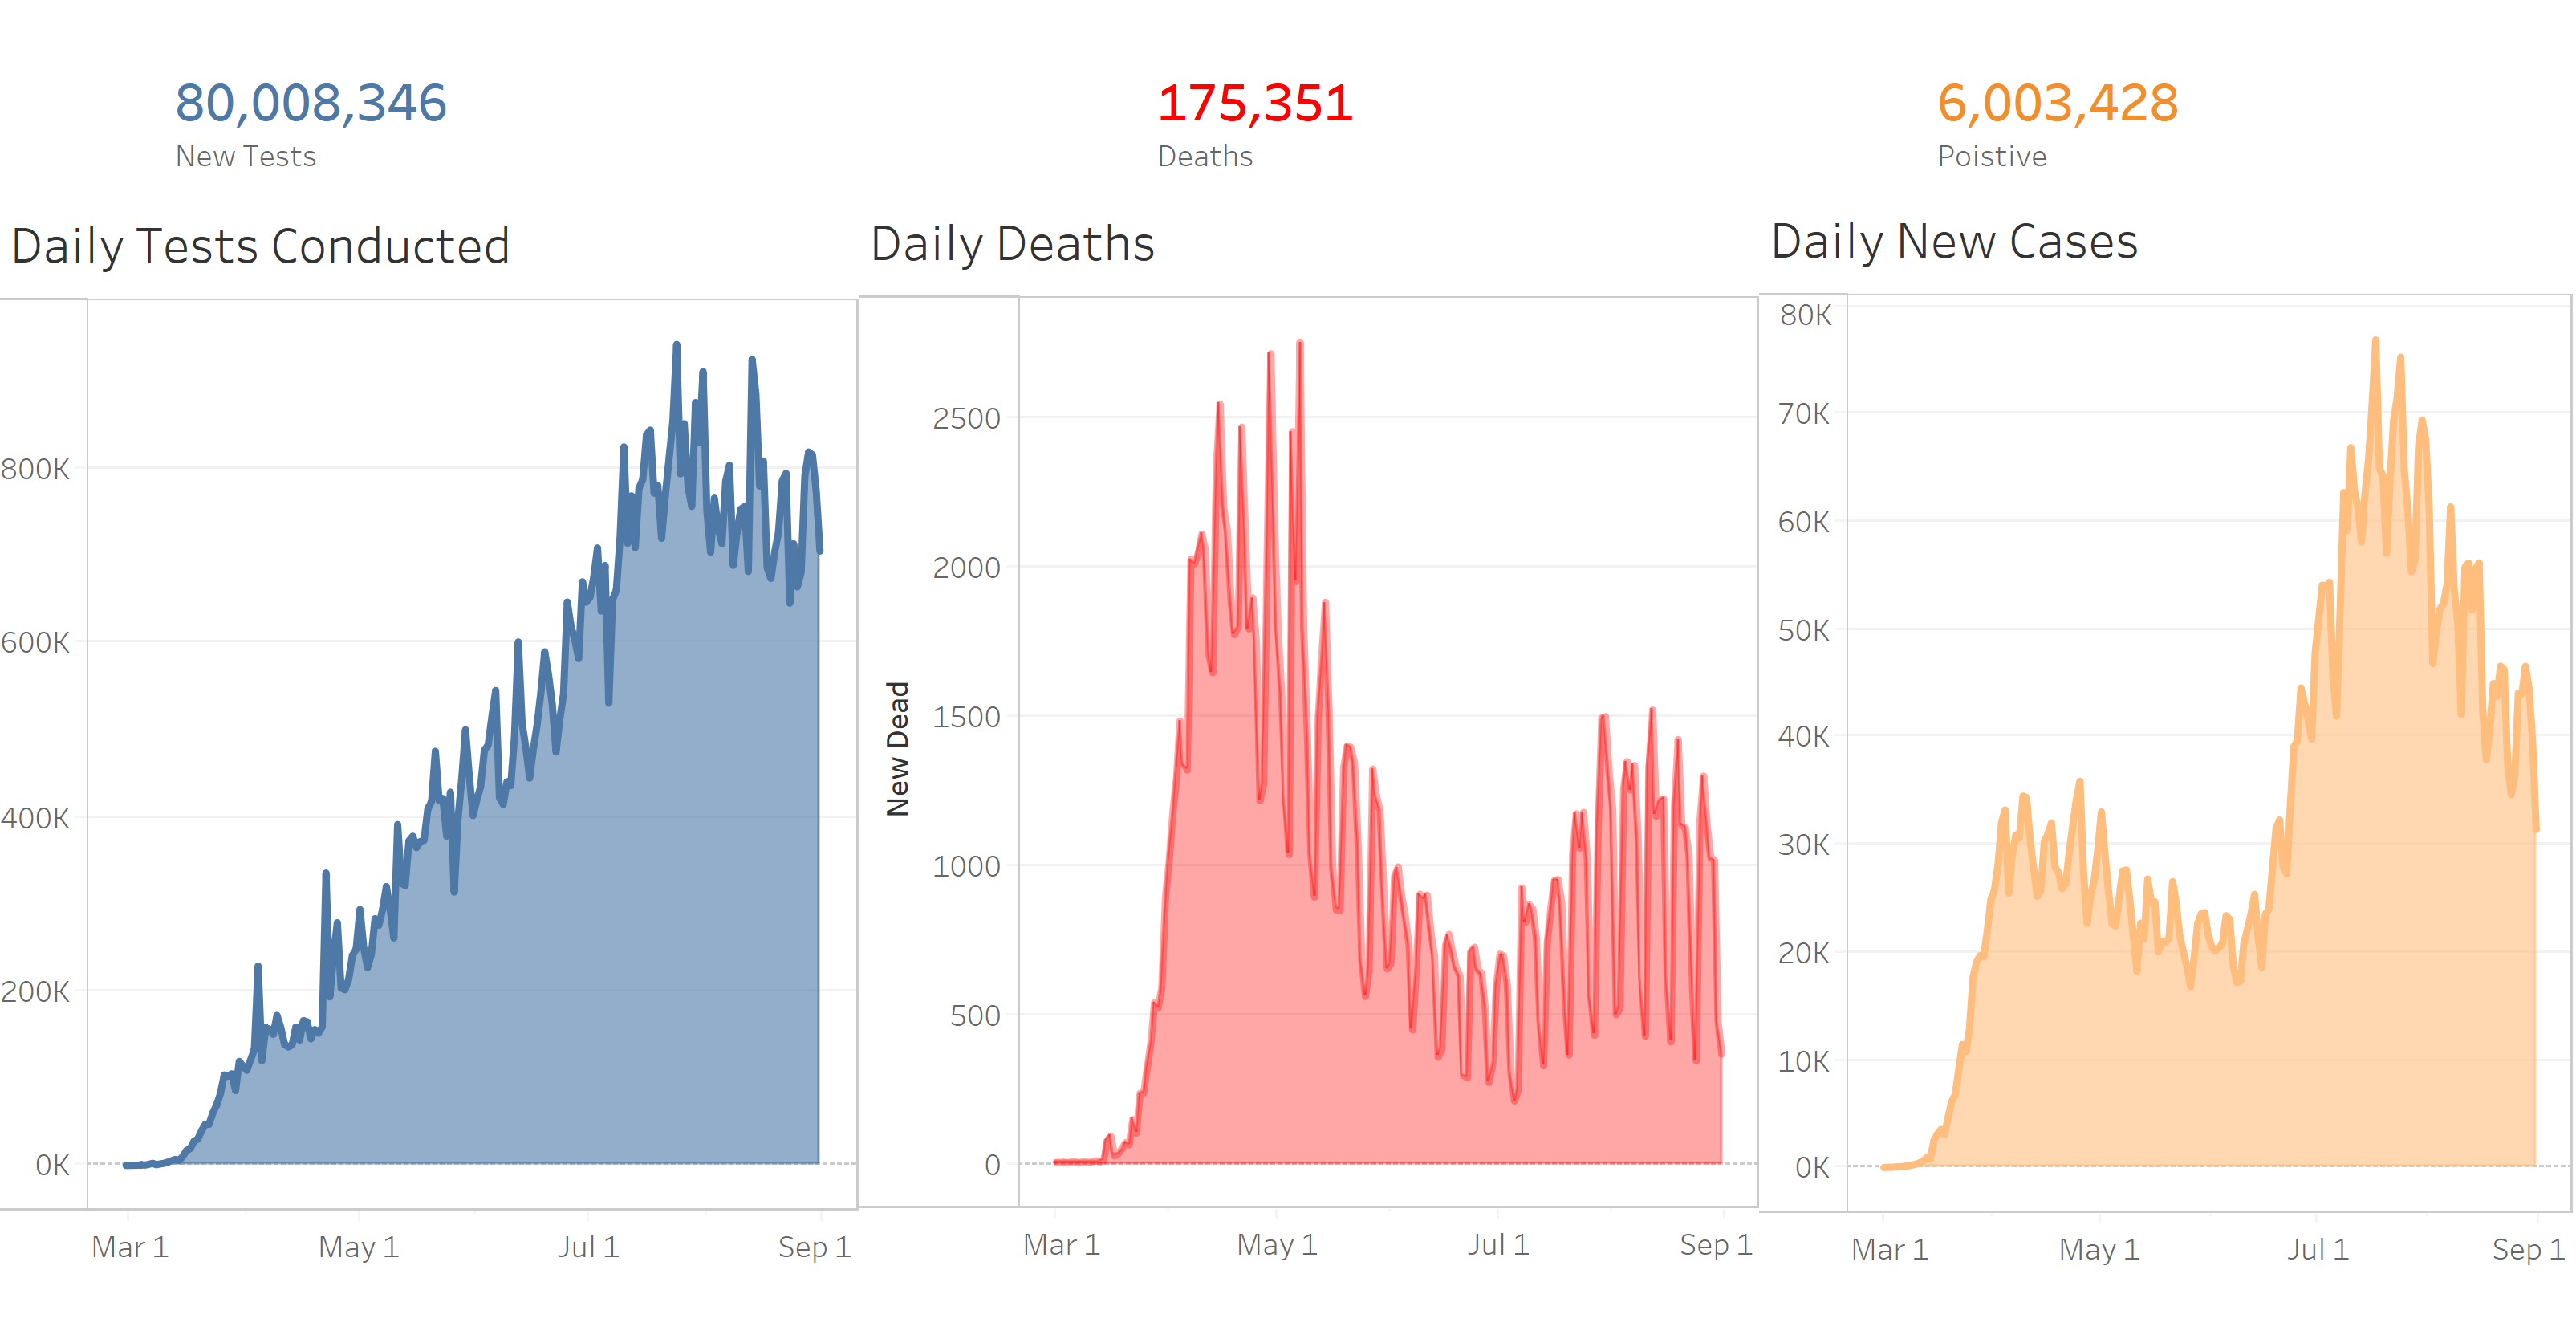 80,008,346
New Tests
175,351
Deaths
6,003,428
Poistive
Daily Tests Conducted
800K
600K
400K
200K
0K
Mar 1 May 1 Jul 1 Sep 1
Daily Deaths
New Dead
2500
2000
1500
1000
500
0
Mar 1 May 1 Jul 1 Sep 1
Daily New Cases
80K
70K
60K
50K
40K
30K
20K
10K
0K
Mar 1 May 1 Jul 1 Sep 1